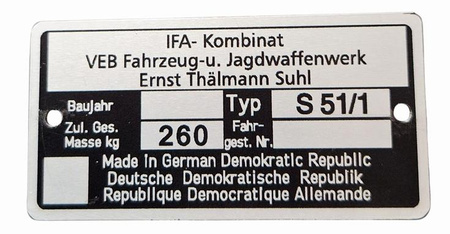 IFA- Kombinat
VEB Fahrzeug-u. Jagdwaffenwerk
Ernst Thälmann Suhl
Baujahr Typ S 51/1
Zul. Ges. Masse kg 260 Fahr- gest. Nr.
Made in German Demokratic Republic
Deutsche Demokratische Republik
Republique Democratique Allemande